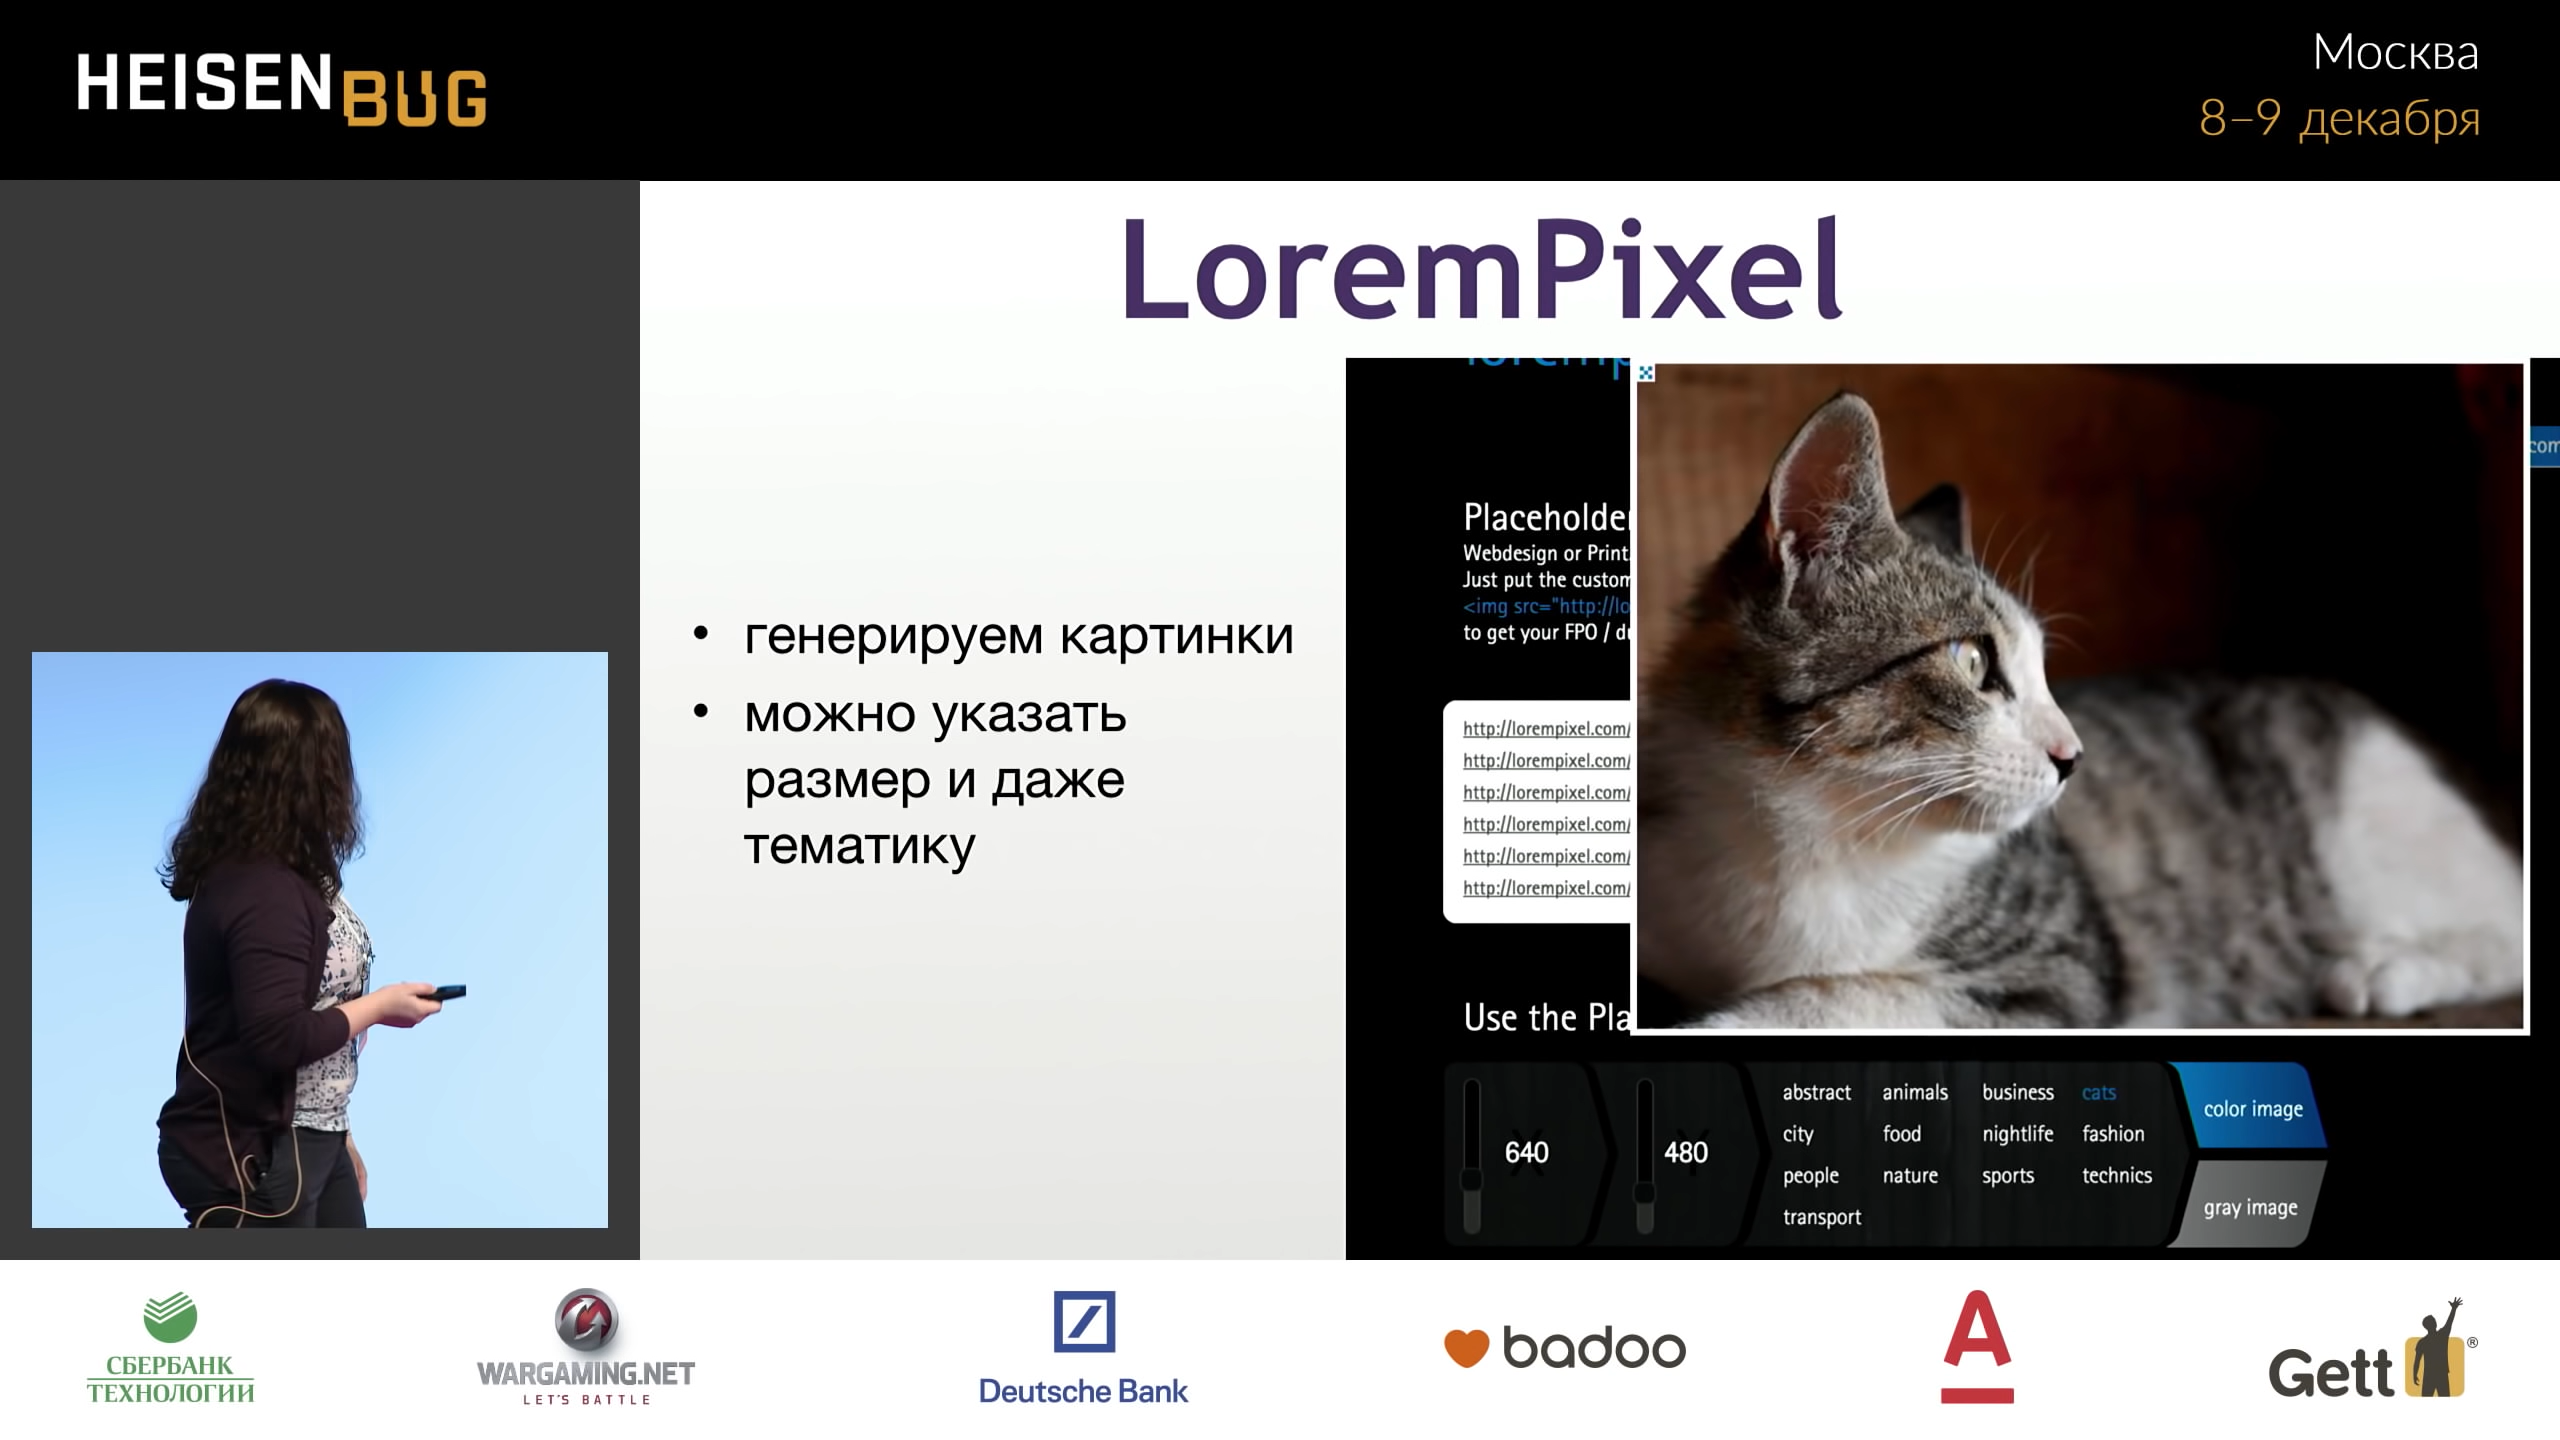 HEISENBUG
Москва
8–9 декабря
LoremPixel
• генерируем картинки
• можно указать
размер и даже
тематику
Webdesign or Print.
<img src="http://lo
to get your FPO /
http://lorempixel.com/
http://lorempixel.com/
http://lorempixel.com/
http://lorempixel.com/
http://lorempixel.com/
http://lorempixel.com/
Just put the custom
Placeholder
Use the Pla
com
640
480
abstract animals business cats
city food nightlife fashion
people nature sports technics
transport
color image
gray image
СБЕРБАНК
ТЕХНОЛОГИИ
WARGAMING.NET
LET'S BATTLE
Deutsche Bank
badoo
А
Gett®